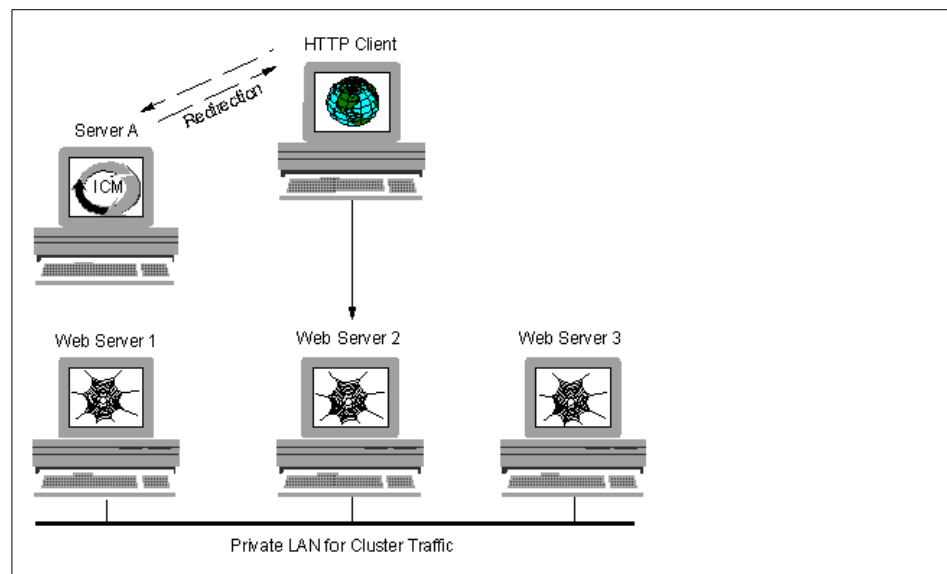 HTTP Client
Redirection
Server A
ICM
Web Server 1
Web Server 2
Web Server 3
Private LAN for Cluster Traffic